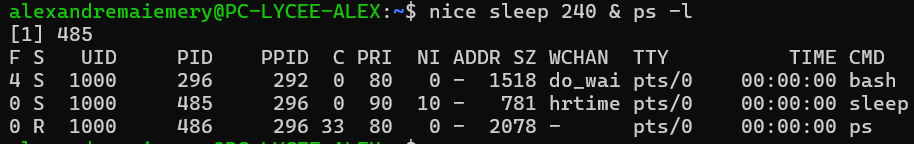 alexandremaiemery@PC-LYCEE-ALEX:~$ nice sleep 240 & ps -l
[1] 485
F S   UID     PID    PPID  C PRI  NI ADDR SZ WCHAN  TTY          TIME CMD
4 S  1000     296     292  0  80   0 -  1518 do_wai pts/0    00:00:00 bash
0 S  1000     485     296  0  90  10 -   781 hrtime pts/0    00:00:00 sleep
0 R  1000     486     296 33  80   0 -  2078 -      pts/0    00:00:00 ps